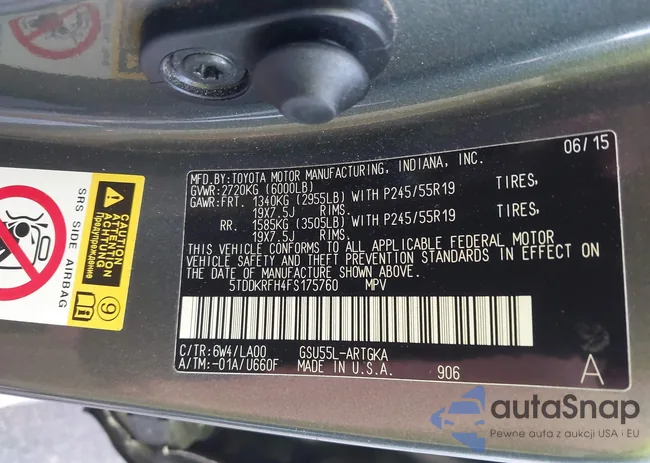 MFD.BY:TOYOTA MOTOR MANUFACTURING, INDIANA, INC. 06/15
GVWR:2720KG (6000LB)
GAWR:FRT. 1340KG (2955LB) WITH P245/55R19 TIRES,
19X7.5J RIMS.
RR. 1585KG (3505LB) WITH P245/55R19 TIRES,
19X7.5J RIMS.
THIS VEHICLE CONFORMS TO ALL APPLICABLE FEDERAL MOTOR
VEHICLE SAFETY AND THEFT PREVENTION STANDARDS IN EFFECT ON
THE DATE OF MANUFACTURE SHOWN ABOVE.
5TDDKRFH4FS175760 MPV
C/TR:6W4/LA00 GSU55L-ARTGKA
A/TM:-01A/U660F MADE IN U.S.A. 906 A
SRS SIDE AIRBAG
CAUTION
ATTENTION
ACHTUNG
Предупреждение
9
autaSnap
Pewne auta z aukcji USA i EU